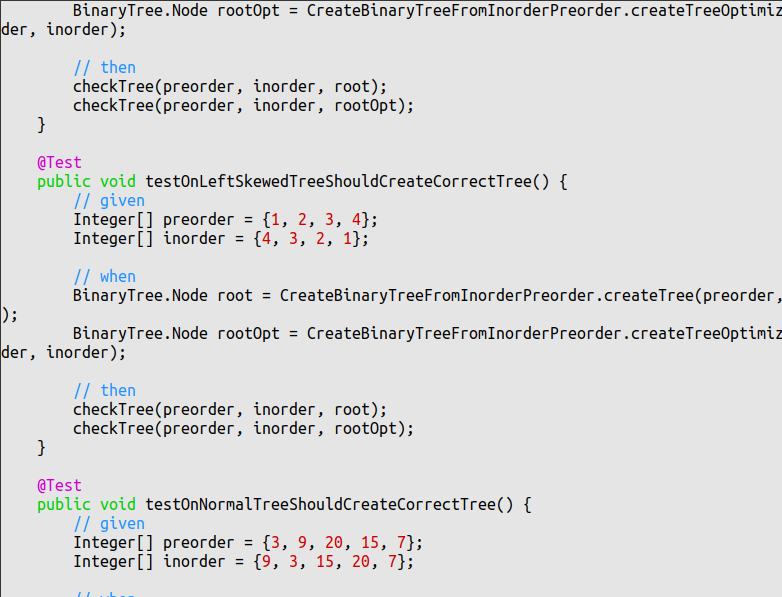 BinaryTree.Node rootOpt = CreateBinaryTreeFromInorderPreorder.createTreeOptimiz
der, inorder);
// then
checkTree(preorder, inorder, root);
checkTree(preorder, inorder, rootOpt);
}
@Test
public void testOnLeftSkewedTreeShouldCreateCorrectTree() {
// given
Integer[] preorder = {1, 2, 3, 4};
Integer[] inorder = {4, 3, 2, 1};
// when
BinaryTree.Node root = CreateBinaryTreeFromInorderPreorder.createTree(preorder,
);
BinaryTree.Node rootOpt = CreateBinaryTreeFromInorderPreorder.createTreeOptimiz
der, inorder);
// then
checkTree(preorder, inorder, root);
checkTree(preorder, inorder, rootOpt);
}
@Test
public void testOnNormalTreeShouldCreateCorrectTree() {
// given
Integer[] preorder = {3, 9, 20, 15, 7};
Integer[] inorder = {9, 3, 15, 20, 7};
// when